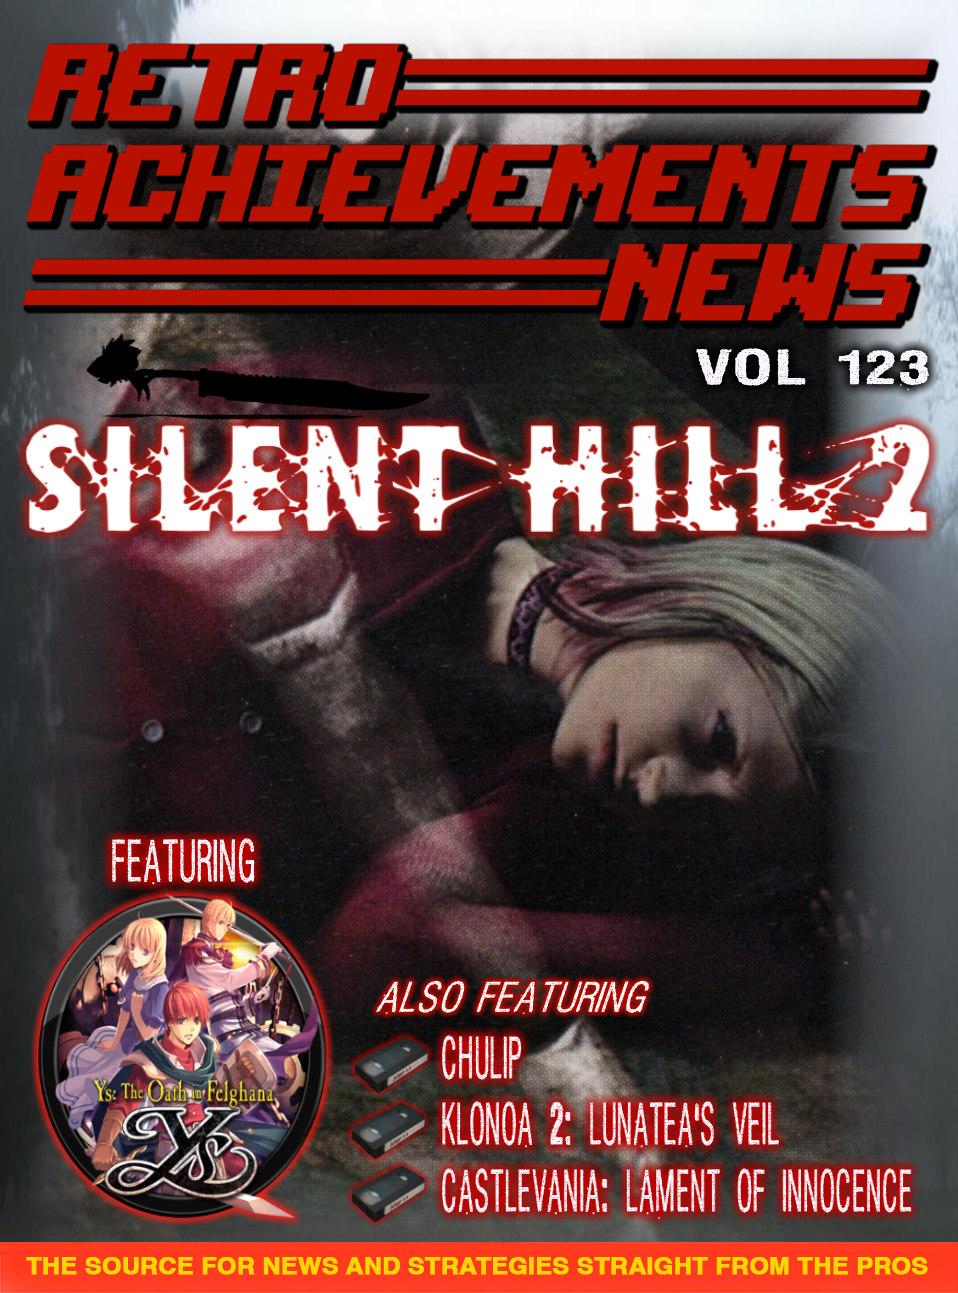 RETRO
ACHIEVEMENTS
NEWS
VOL 123
SILENT HILL 2
FEATURING
Ys: The Oath in Felghana
Ys
ALSO FEATURING
CHULIP
KLONOA 2: LUNATEA'S VEIL
CASTLEVANIA: LAMENT OF INNOCENCE
THE SOURCE FOR NEWS AND STRATEGIES STRAIGHT FROM THE PROS